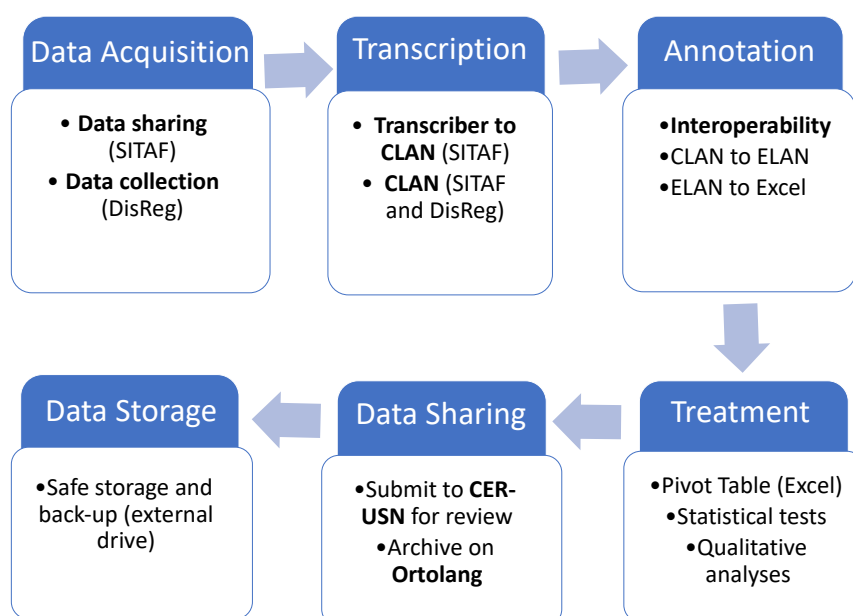 Data Acquisition
• Data sharing
(SITAF)
• Data collection
(DisReg)
Transcription
• Transcriber to
CLAN (SITAF)
• CLAN (SITAF
and DisReg)
Annotation
•Interoperability
•CLAN to ELAN
•ELAN to Excel
Treatment
•Pivot Table (Excel)
•Statistical tests
•Qualitative
analyses
Data Sharing
•Submit to CER-
USN for review
•Archive on
Ortolang
Data Storage
•Safe storage and
back-up (external
drive)